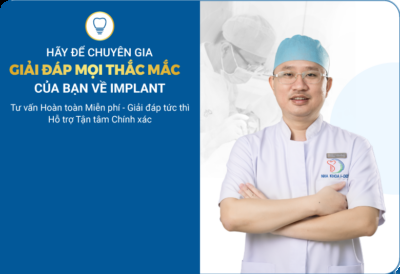 HÃY ĐỂ CHUYÊN GIA
GIẢI ĐÁP MỌI THẮC MẮC
CỦA BẠN VỀ IMPLANT
Tư vấn Hoàn toàn Miễn phí - Giải đáp tức thì
Hỗ trợ Tận tâm Chính xác